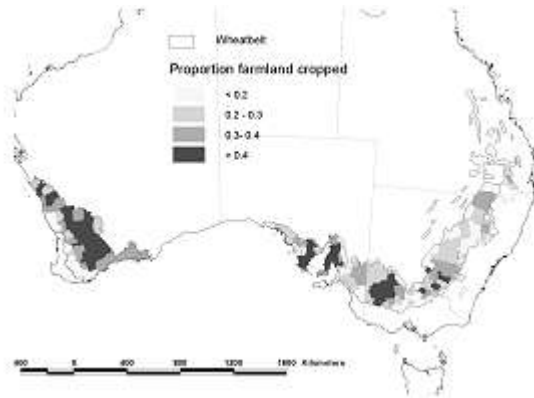 Wheatbelt
Proportion farmland cropped
< 0.2
0.2 - 0.3
0.3- 0.4
> 0.4
400 0 400 800 1200 1600 Kilometers